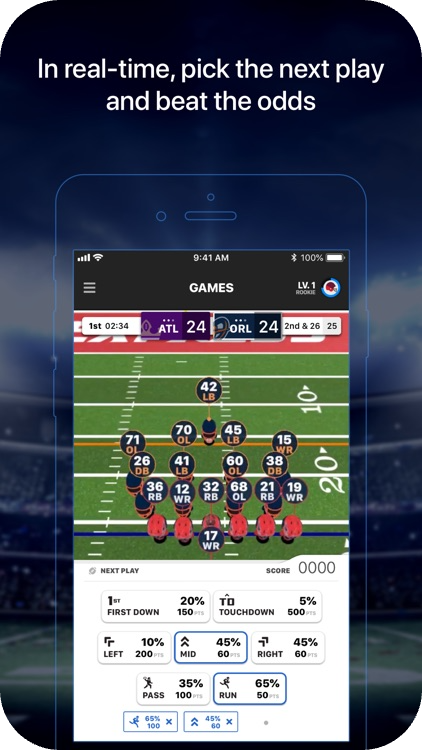 In real-time, pick the next play
and beat the odds
9:41 AM 100%
GAMES
LV. 1
ROOKIE
1st 02:34 ATL 24 ORL 24 2nd & 26 25
10
20
42
LB
70
OL
45
LB
71
OL
15
WR
26
DB
41
LB
60
OL
38
DB
36
RB
12
WR
32
RB
68
OL
21
RB
19
WR
17
WR
NEXT PLAY SCORE 0000
1ST 20%
FIRST DOWN 150 PTS
TD 5%
TOUCHDOWN 500 PTS
10%
LEFT 200 PTS
45%
MID 60 PTS
45%
RIGHT 60 PTS
35%
PASS 100 PTS
65%
RUN 50 PTS
65%
100
45%
60